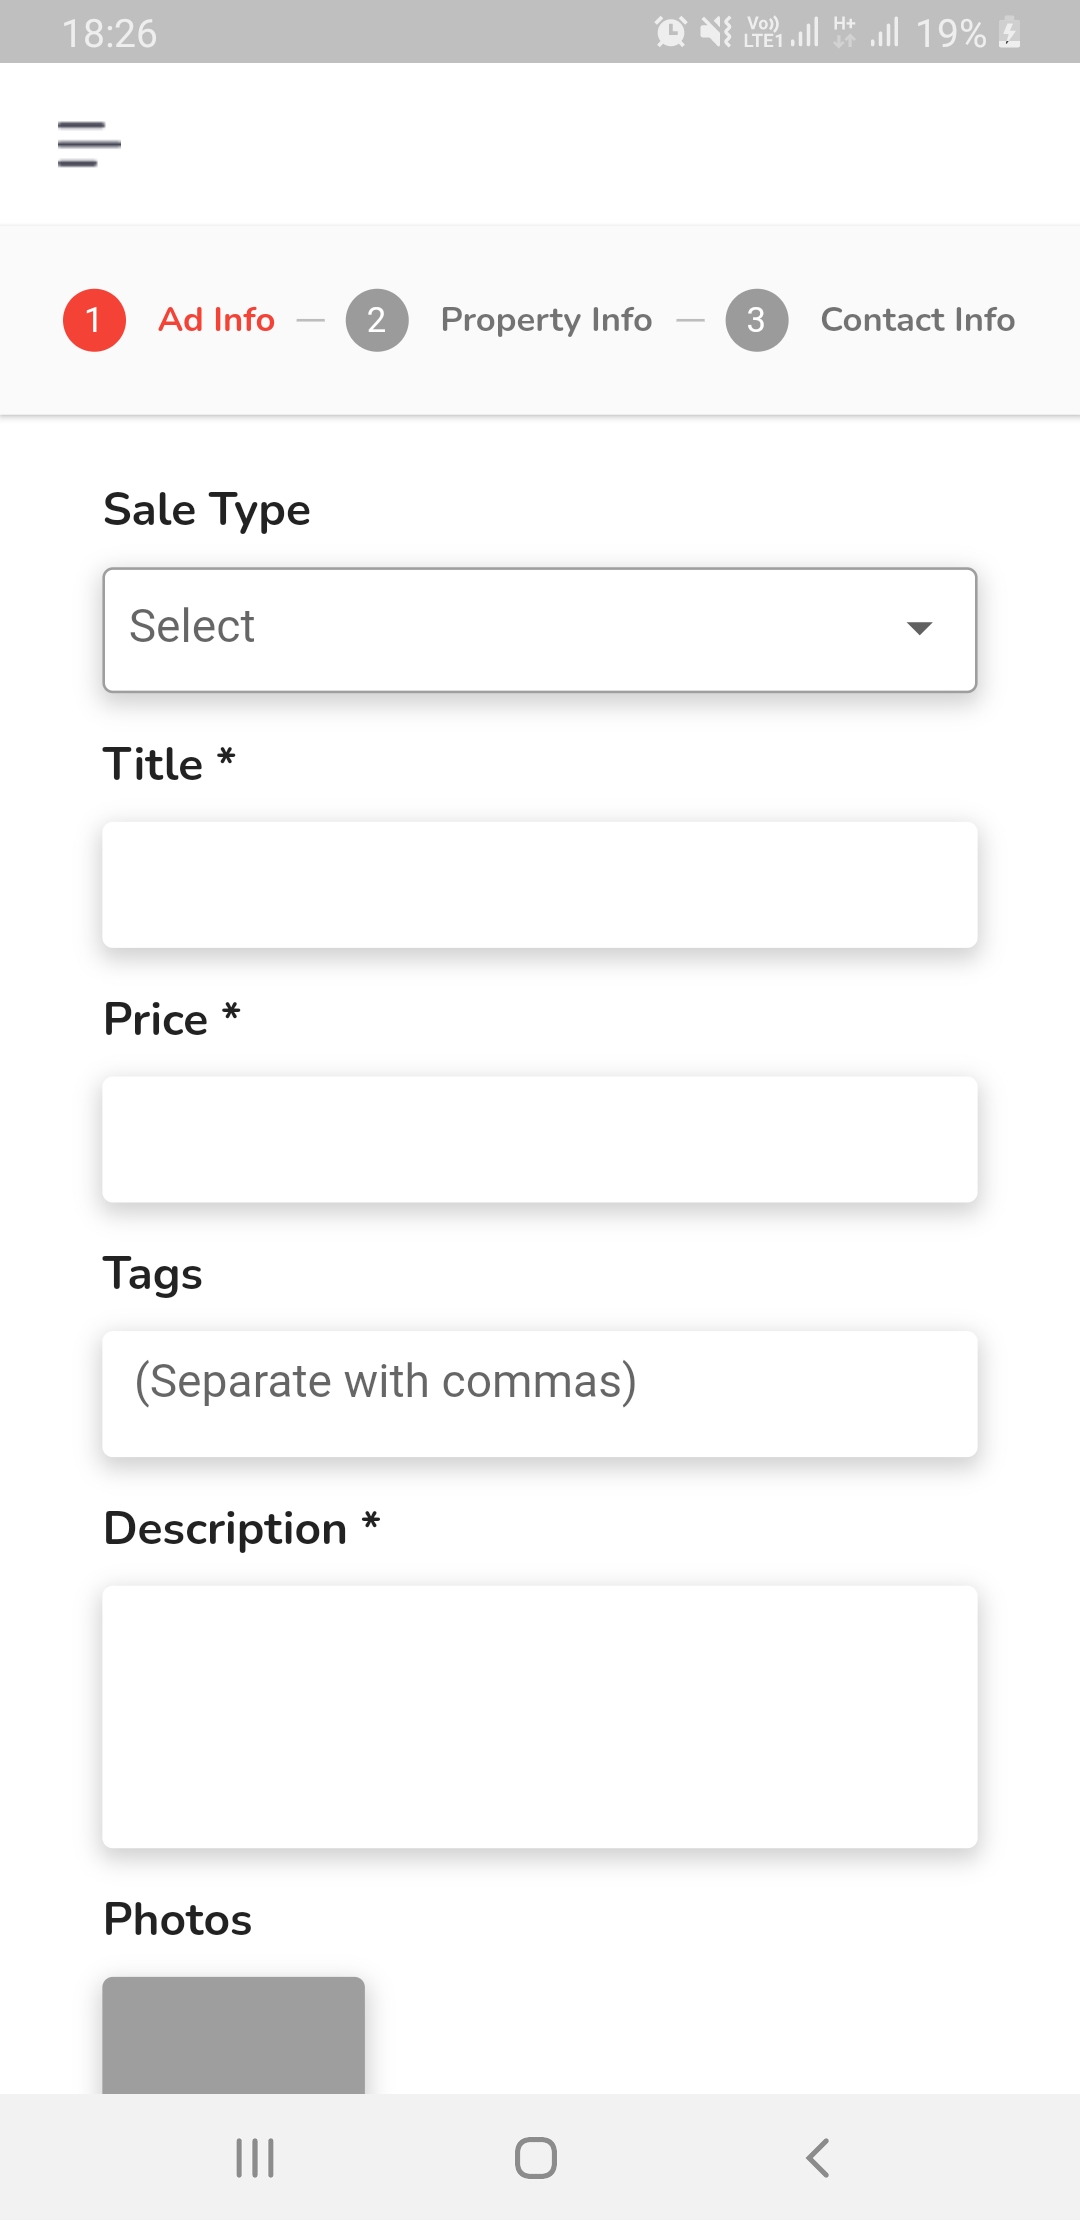 18:26 Vo)) LTE1 H+ 19%
1 Ad Info — 2 Property Info — 3 Contact Info
Sale Type
Select
Title *
Price *
Tags
(Separate with commas)
Description *
Photos